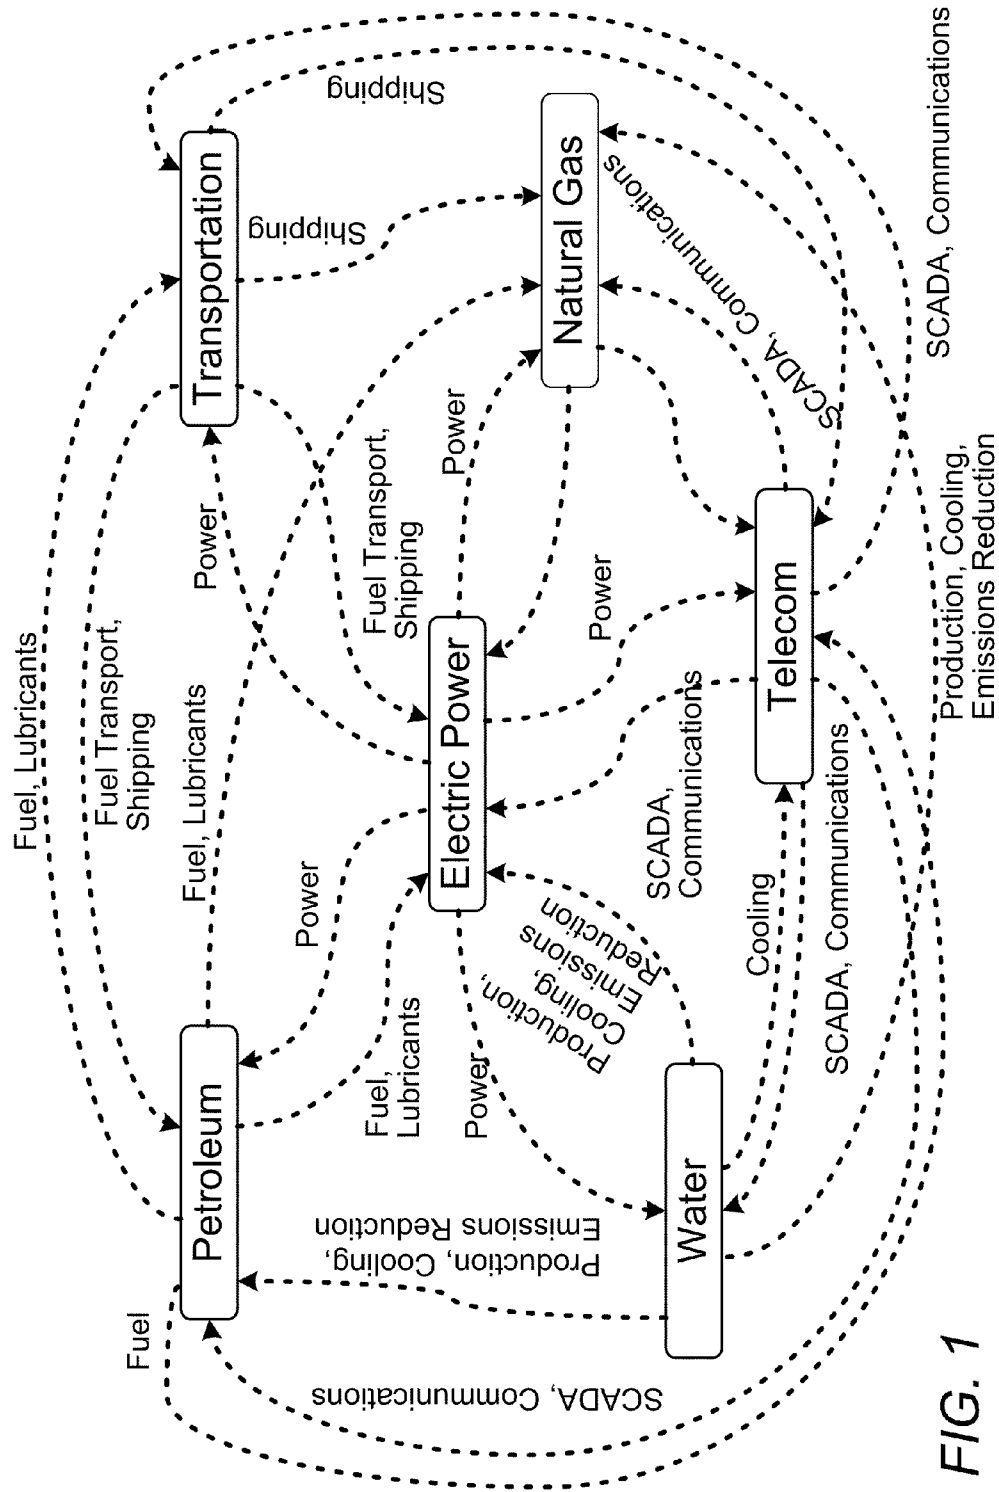 Fuel, Lubricants
Fuel Transport,
Shipping
Fuel
Petroleum
Fuel, Lubricants
Power
Transportation
Shipping
Shipping
Power
Fuel, Lubricants
Fuel Transport,
Shipping
Power
Electric Power
Natural Gas
SCADA, Communications
Production, Cooling,
Emissions Reduction
Power
Production,
Cooling,
Emissions
Reduction
SCADA,
Communications
Power
SCADA, Communications
Water
Cooling
Telecom
SCADA, Communications
SCADA, Communications
Production, Cooling,
Emissions Reduction
FIG. 1